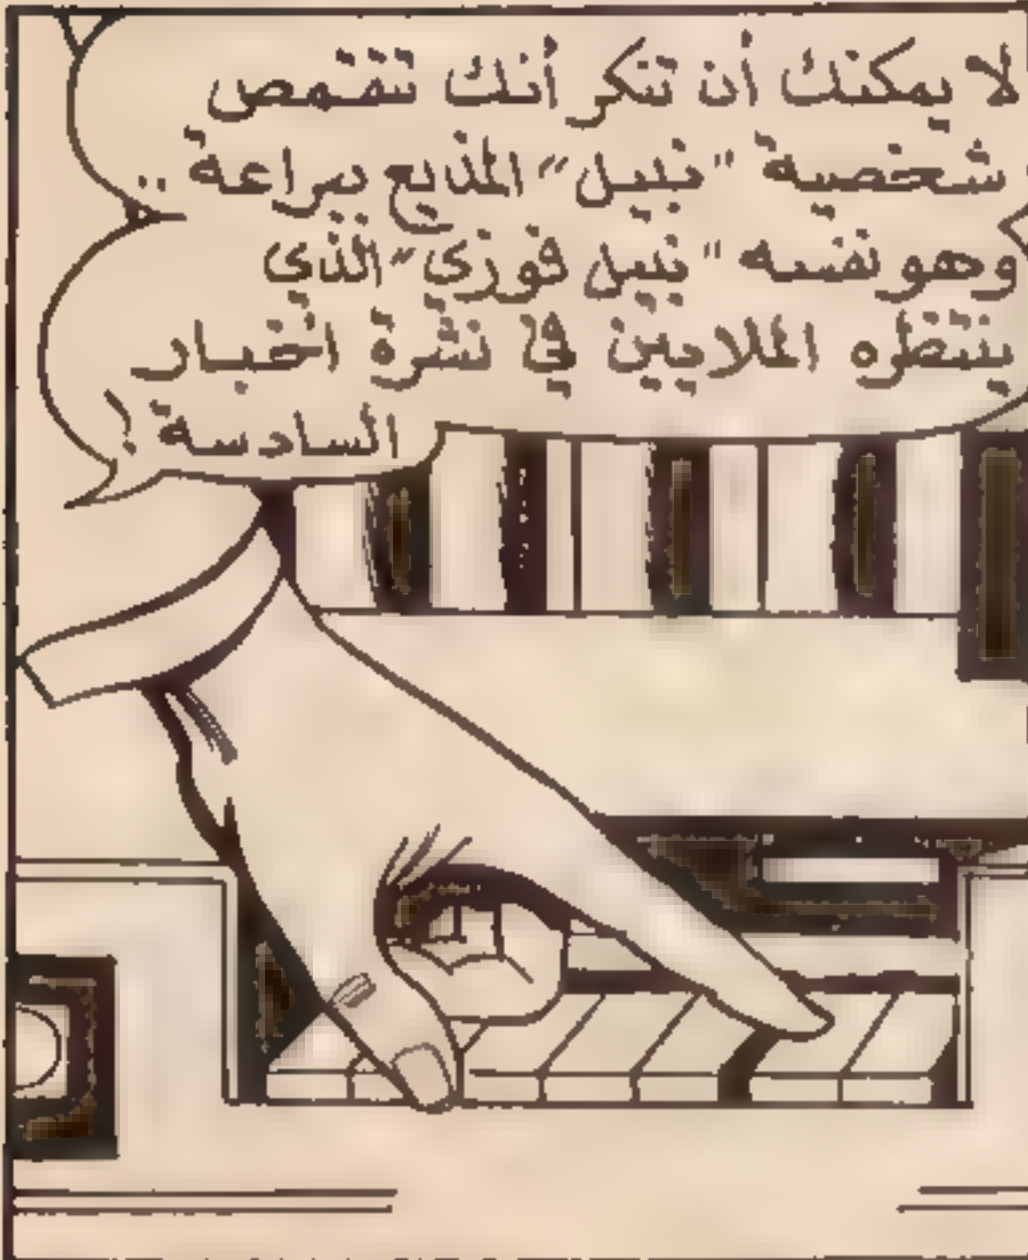 لا يمكنك أن تنكر أنك تتقمص
شخصية "نبيل" المذيع ببراعة ..
وهو نفسه "نبيل فوزي" الذي
ينتظره الملايين في نشرة أخبار
السادسة !